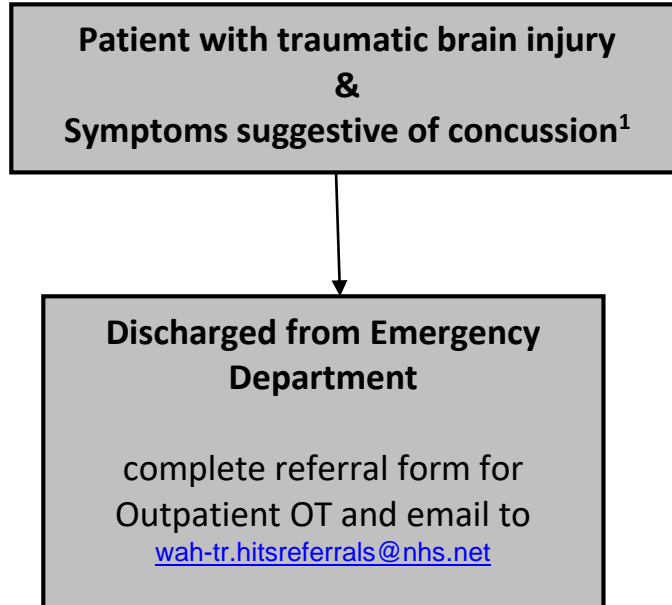 Patient with traumatic brain injury
&
Symptoms suggestive of concussion¹
Discharged from Emergency
Department
complete referral form for
Outpatient OT and email to
wah-tr.hitsreferrals@nhs.net